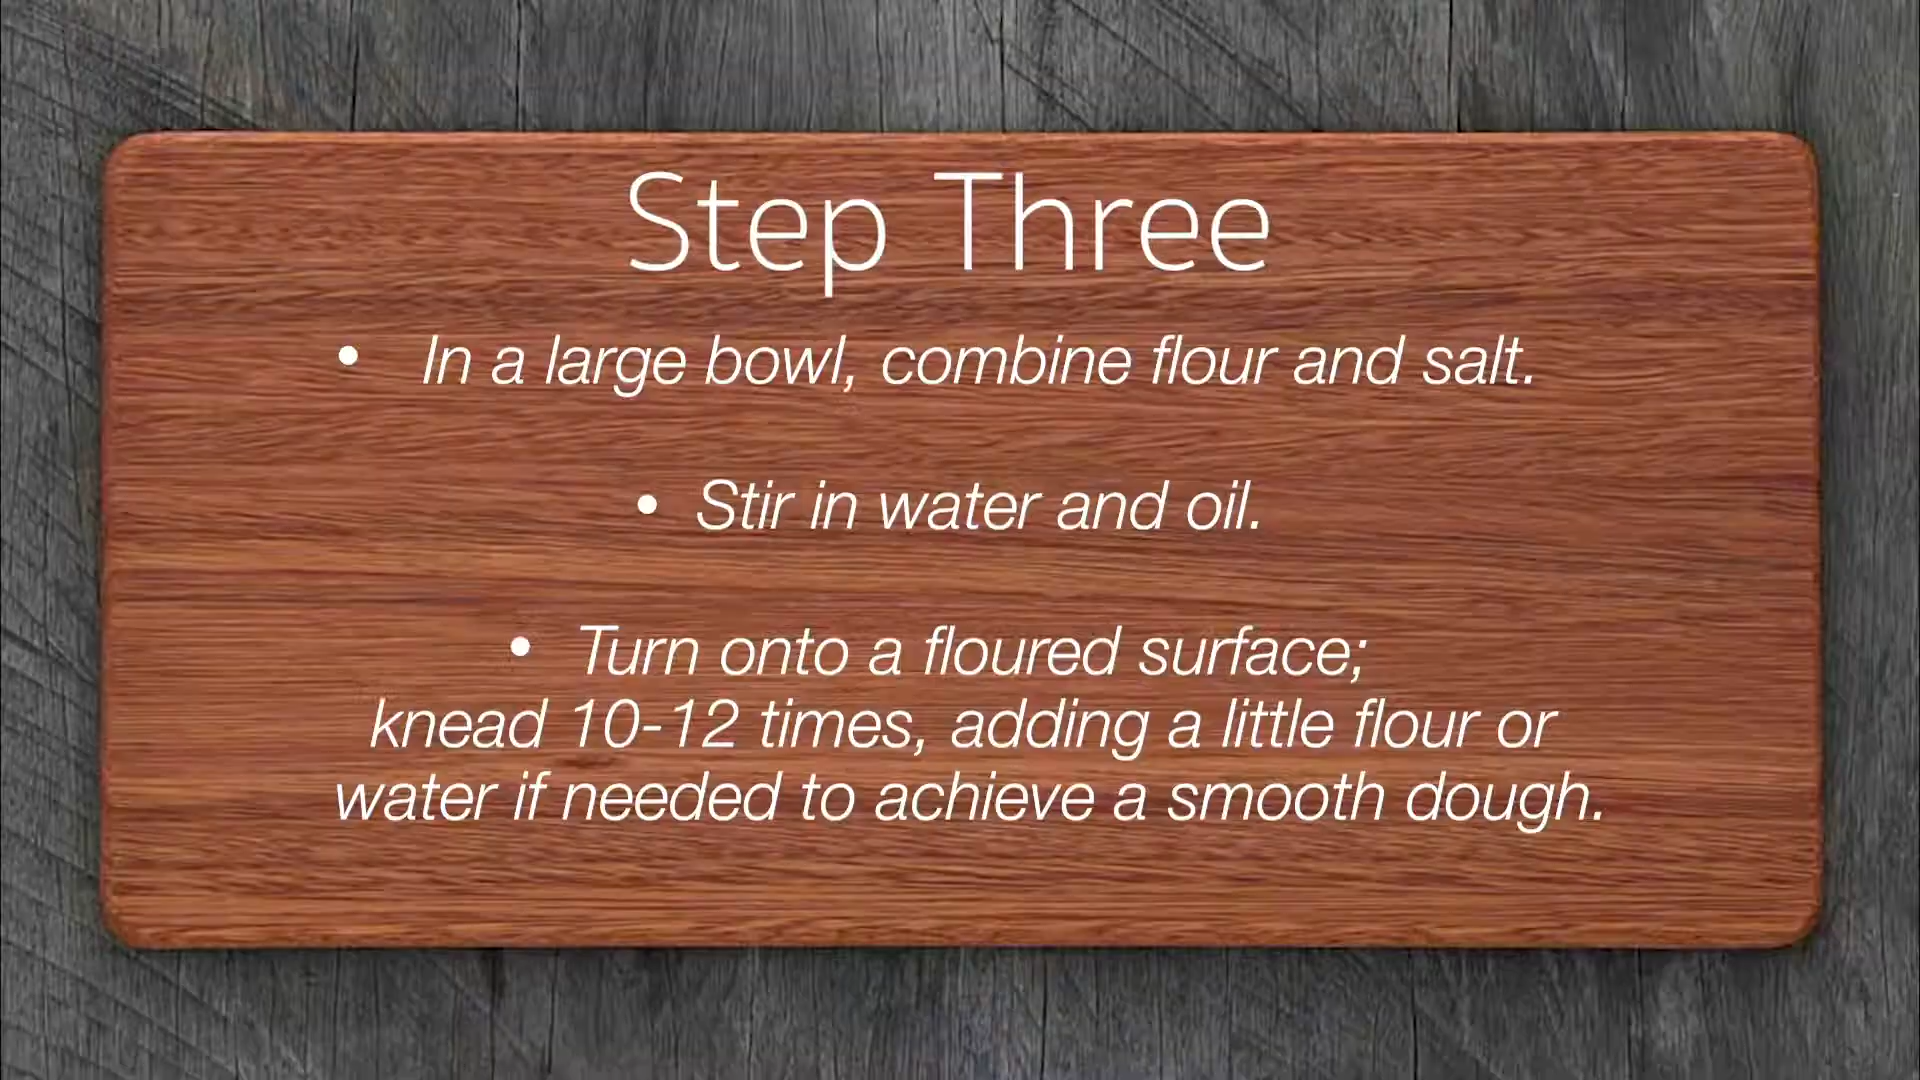 Step Three
• In a large bowl, combine flour and salt.
• Stir in water and oil.
• Turn onto a floured surface;
knead 10-12 times, adding a little flour or
water if needed to achieve a smooth dough.